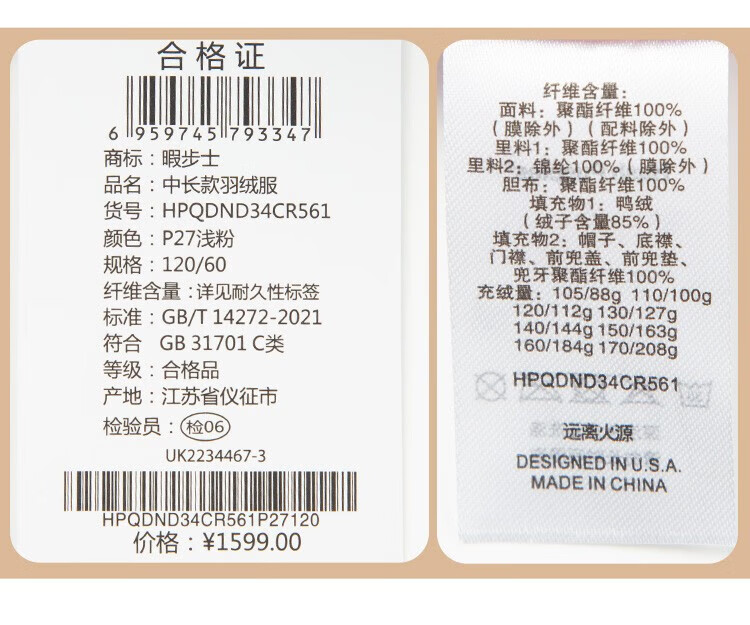 合格证
6 959745 793347
商标：暇步士
品名：中长款羽绒服
货号：HPQDND34CR561
颜色：P27浅粉
规格：120/60
纤维含量：详见耐久性标签
标准：GB/T 14272-2021
符合 GB 31701 C类
等级：合格品
产地：江苏省仪征市
检验员：检06
UK2234467-3
HPQDND34CR561P27120
价格：¥1599.00
纤维含量：
面料：聚酯纤维100%
（膜除外）（配料除外）
里料1：聚酯纤维100%
里料2：锦纶100%（膜除外）
胆布：聚酯纤维100%
填充物1：鸭绒
（绒子含量85%）
填充物2：帽子、底襟、
门襟、前兜盖、前兜垫、
兜牙聚酯纤维100%
充绒量：105/88g 110/100g
120/112g 130/127g
140/144g 150/163g
160/184g 170/208g
HPQDND34CR561
远离火源
DESIGNED IN U.S.A.
MADE IN CHINA